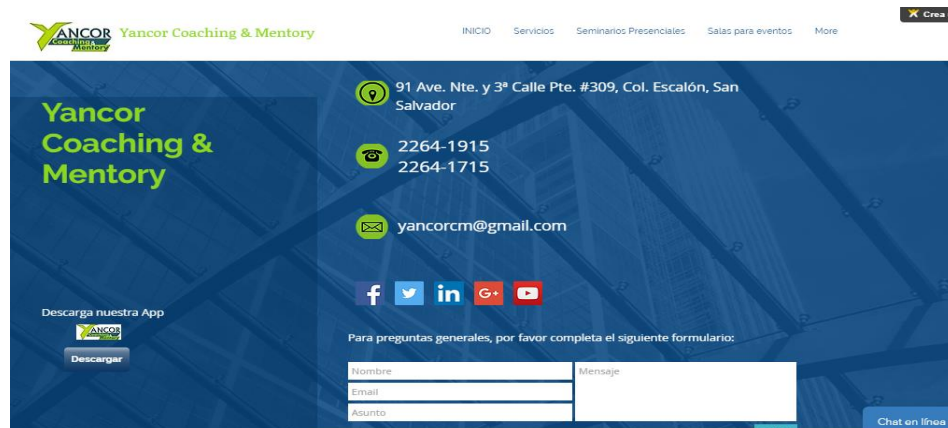 YANCOR
Coaching &
Mentory
Yancor Coaching & Mentory
INICIO Servicios Seminarios Presenciales Salas para eventos More
Crea
Yancor
Coaching &
Mentory
91 Ave. Nte. y 3ª Calle Pte. #309, Col. Escalón, San
Salvador
2264-1915
2264-1715
yancorcm@gmail.com
f in G+
Descarga nuestra App
YANCOR
Descargar
Para preguntas generales, por favor completa el siguiente formulario:
Nombre
Mensaje
Email
Asunto
Chat en línea